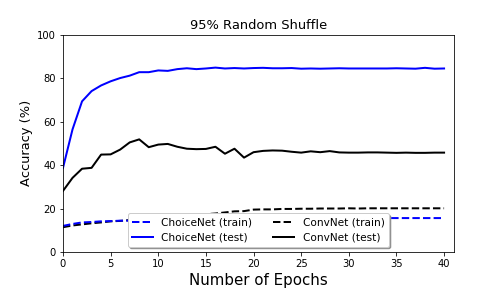 95% Random Shuffle
Accuracy (%)
100
80
60
40
20
0
ChoiceNet (train)
ChoiceNet (test)
ConvNet (train)
ConvNet (test)
0 5 10 15 20 25 30 35 40
Number of Epochs